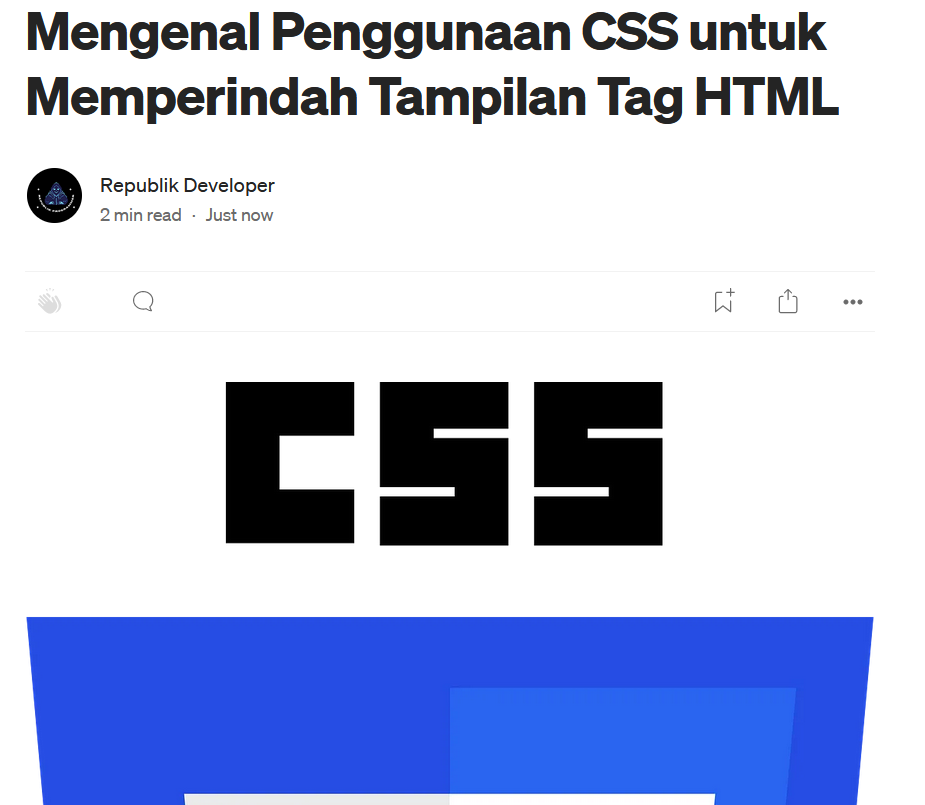 Mengenal Penggunaan CSS untuk
Memperindah Tampilan Tag HTML
Republik Developer
2 min read · Just now
CSS